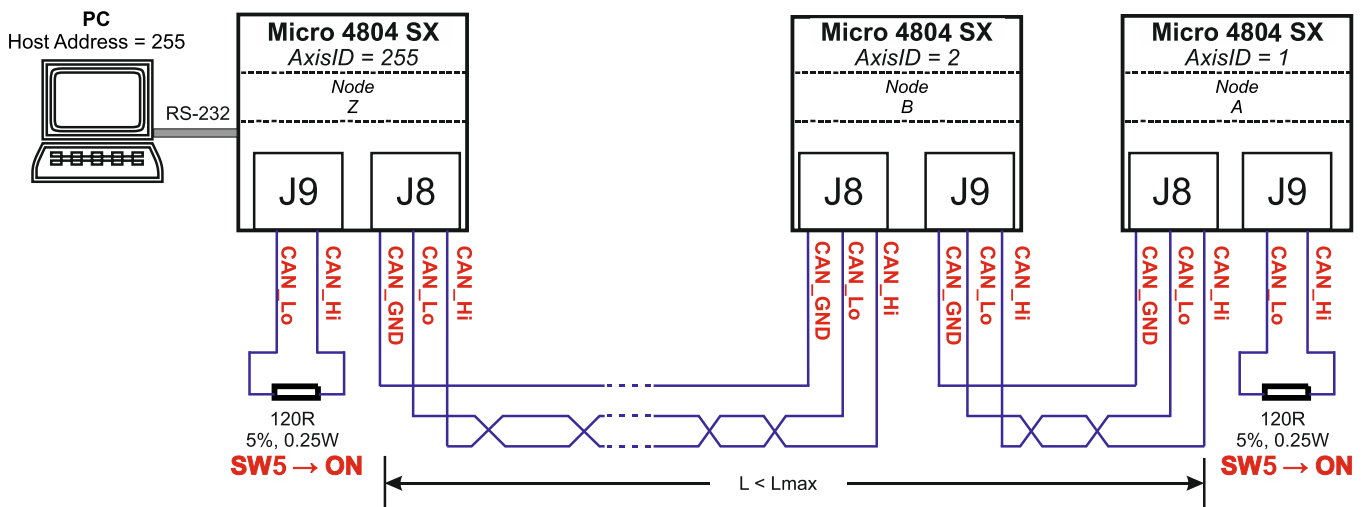 PC
Host Address = 255
RS-232
Micro 4804 SX
AxisID = 255
Node
Z
J9
J8
CAN_Lo
CAN_Hi
CAN_GND
CAN_Lo
CAN_Hi
120R
5%, 0.25W
SW5 → ON
Micro 4804 SX
AxisID = 2
Node
B
J8
J9
CAN_GND
CAN_Lo
CAN_Hi
CAN_GND
CAN_Lo
CAN_Hi
Micro 4804 SX
AxisID = 1
Node
A
J8
J9
CAN_GND
CAN_Lo
CAN_Hi
CAN_Lo
CAN_Hi
120R
5%, 0.25W
SW5 → ON
L < Lmax